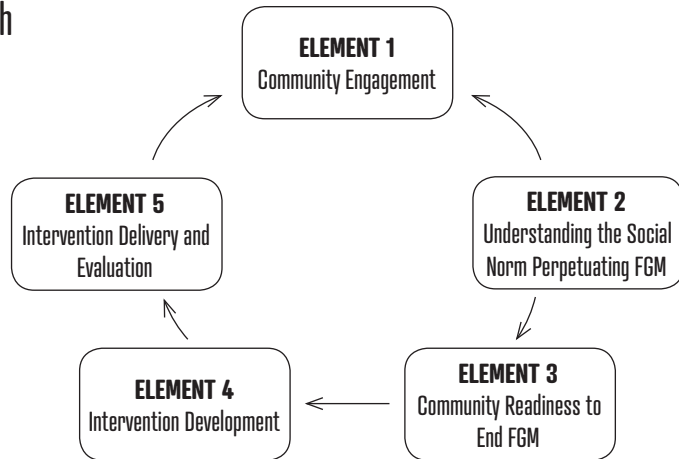 h
ELEMENT 1
Community Engagement
ELEMENT 2
Understanding the Social
Norm Perpetuating FGM
ELEMENT 3
Community Readiness to
End FGM
ELEMENT 4
Intervention Development
ELEMENT 5
Intervention Delivery and
Evaluation